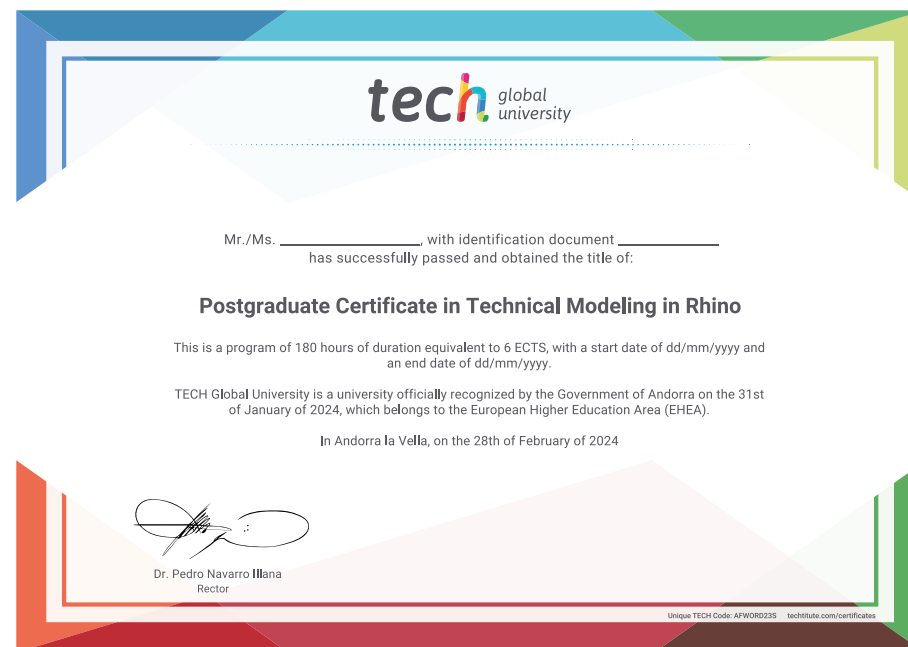 tech global
university
Mr./Ms. ____________________, with identification document ______________
has successfully passed and obtained the title of:
Postgraduate Certificate in Technical Modeling in Rhino
This is a program of 180 hours of duration equivalent to 6 ECTS, with a start date of dd/mm/yyyy and
an end date of dd/mm/yyyy.
TECH Global University is a university officially recognized by the Government of Andorra on the 31st
of January of 2024, which belongs to the European Higher Education Area (EHEA).
In Andorra la Vella, on the 28th of February of 2024
Dr. Pedro Navarro Illana
Rector
Unique TECH Code: AFWORD23S techtitute.com/certificates